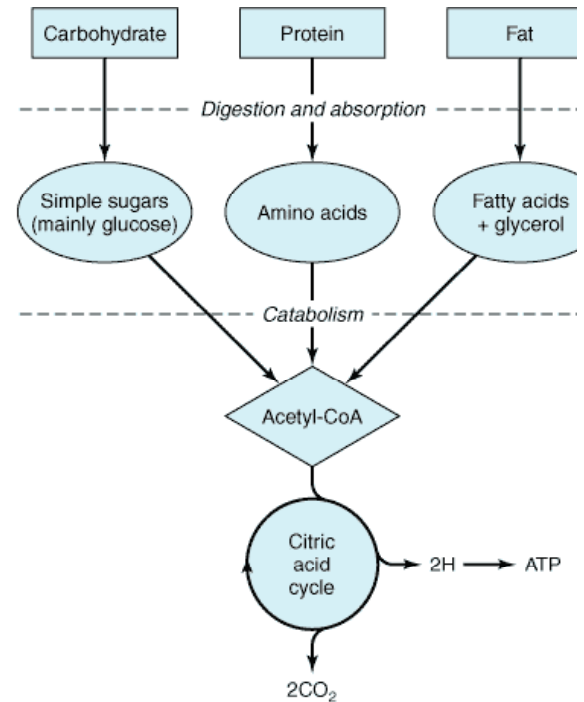 Carbohydrate
Protein
Fat
Digestion and absorption
Simple sugars
(mainly glucose)
Amino acids
Fatty acids
+ glycerol
Catabolism
Acetyl-CoA
Citric
acid
cycle
2H
ATP
2CO₂